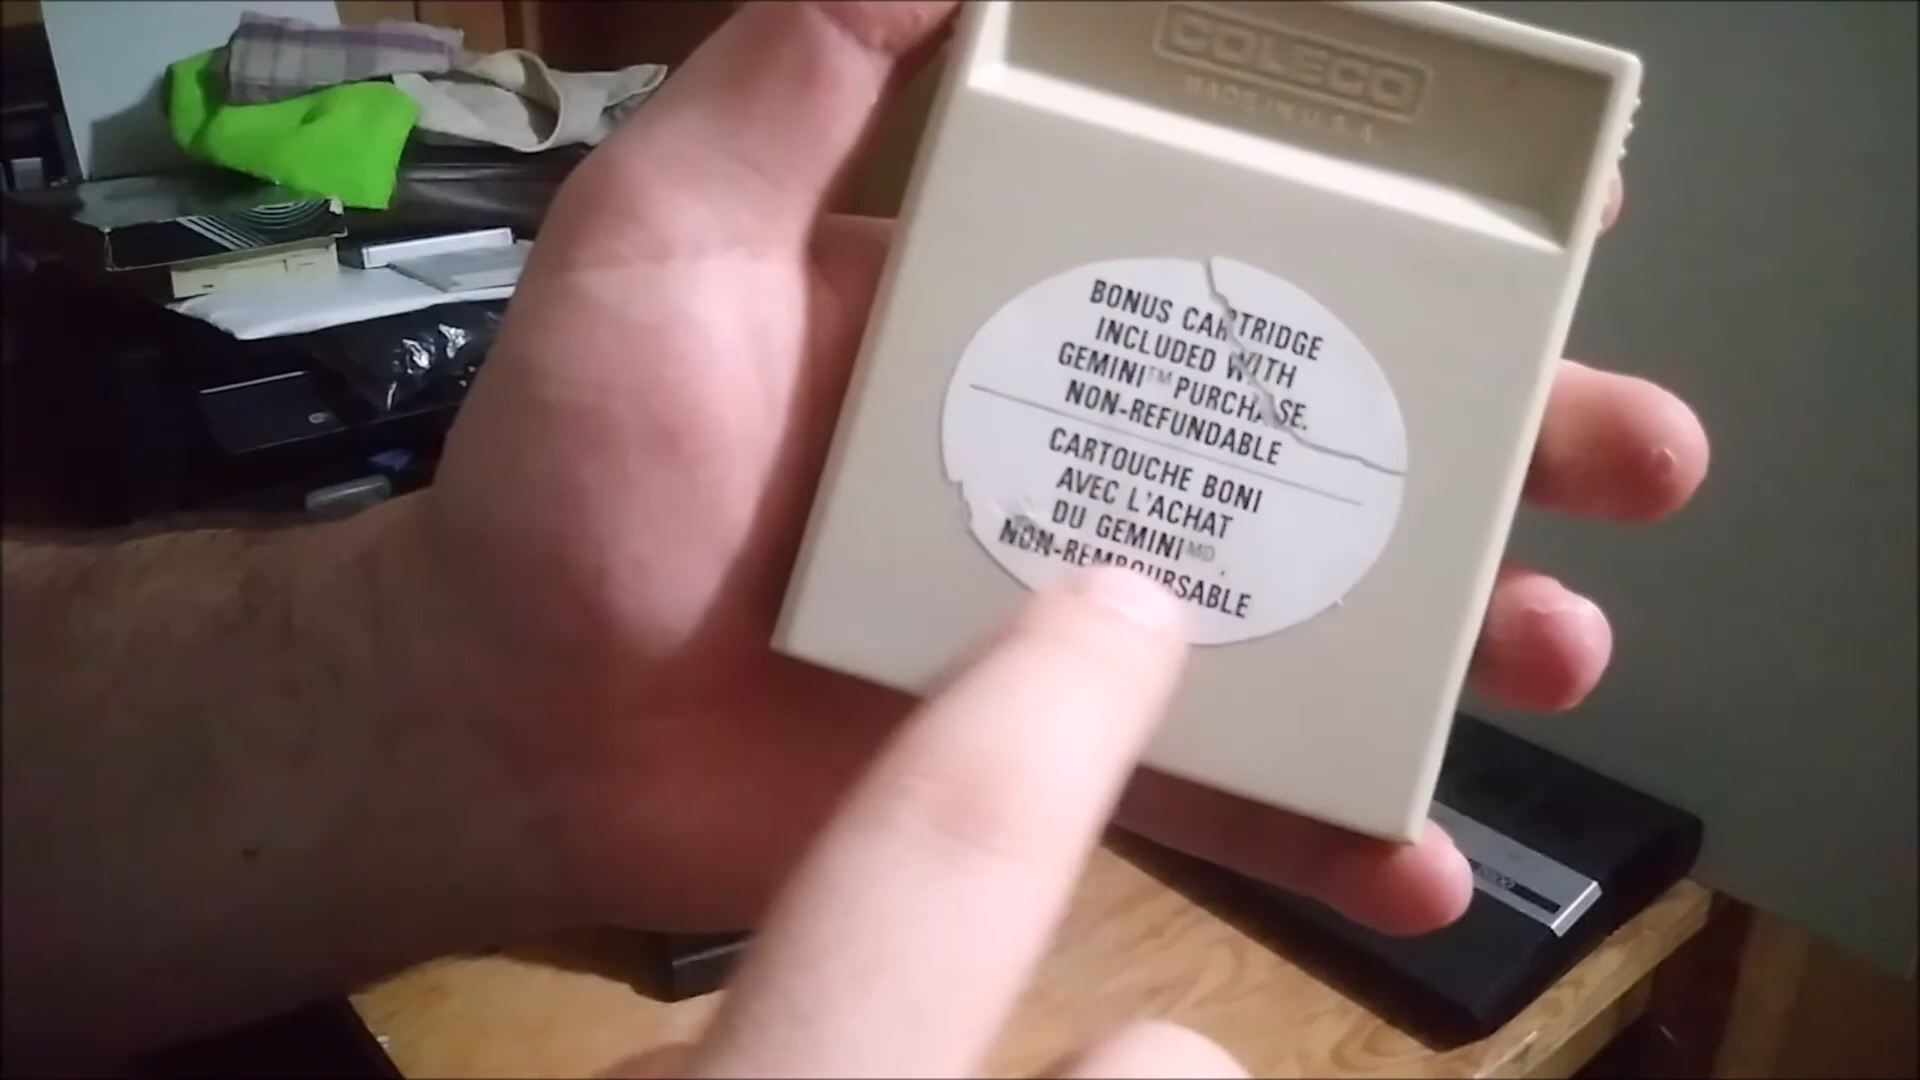 COLECO
MADE IN U.S.A.
BONUS CARTRIDGE
INCLUDED WITH
GEMINI™ PURCHASE.
NON-REFUNDABLE
CARTOUCHE BONI
AVEC L'ACHAT
DU GEMINI MD
NON-REMBOURSABLE